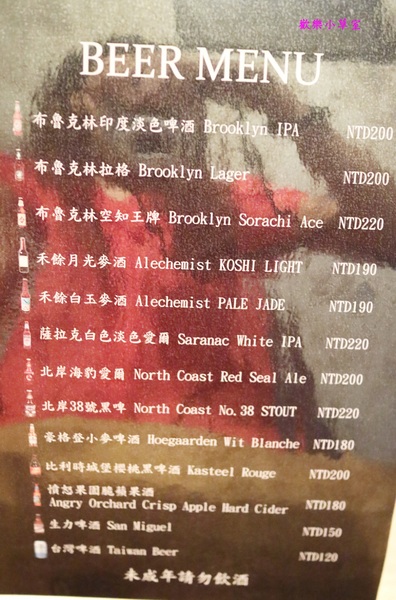 歡樂小羊堡
BEER MENU
布魯克林印度淡色啤酒 Brooklyn IPA NTD200
布魯克林拉格 Brooklyn Lager NTD200
布魯克林空知王牌 Brooklyn Sorachi Ace NTD220
禾餘月光麥酒 Alechemist KOSHI LIGHT NTD190
禾餘白玉麥酒 Alechemist PALE JADE NTD190
薩拉克白色淡色愛爾 Saranac White IPA NTD220
北岸海豹愛爾 North Coast Red Seal Ale NTD200
北岸38號黑啤 North Coast No.38 STOUT NTD220
豪格登小麥啤酒 Hoegaarden Wit Blanche NTD180
比利時城堡櫻桃黑啤酒 Kasteel Rouge NTD200
憤怒果園脆蘋果酒
Angry Orchard Crisp Apple Hard Cider NTD180
生力啤酒 San Miguel NTD150
台灣啤酒 Taiwan Beer NTD120
未成年請勿飲酒